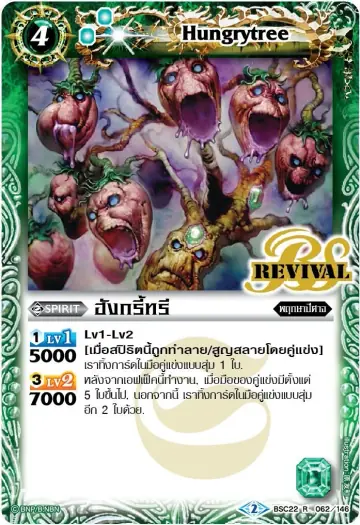 4
Hungrytree
RS
REVIVAL
2 SPIRIT
ฮังกรี้ทรี
พฤกษามีศาล
1 LV1
5000
3 LV2
7000
Lv1-Lv2
[เมื่อสปิริตนี้ถูกทำลาย/สูญสลายโดยคู่แข่ง]
เราทิ้งการ์ดในมือคู่แข่งแบบสุ่ม 1 ใบ.
หลังจากเอฟเฟ็คนี้ทำงาน, เมื่อมือของคู่แข่งมีตั้งแต่
5 ใบขึ้นไป, นอกจากนี้ เราทิ้งการ์ดในมือคู่แข่งแบบสุ่ม
อีก 2 ใบด้วย.
© BNP/B.NBN
2
BSC22 R 062/146